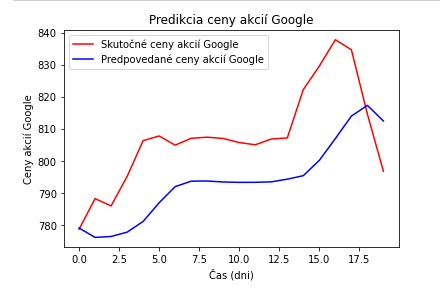 Predikcia ceny akcií Google
Skutočné ceny akcií Google
Predpovedané ceny akcií Google
Ceny akcií Google
840
830
820
810
800
790
780
0.0 2.5 5.0 7.5 10.0 12.5 15.0 17.5
Čas (dni)